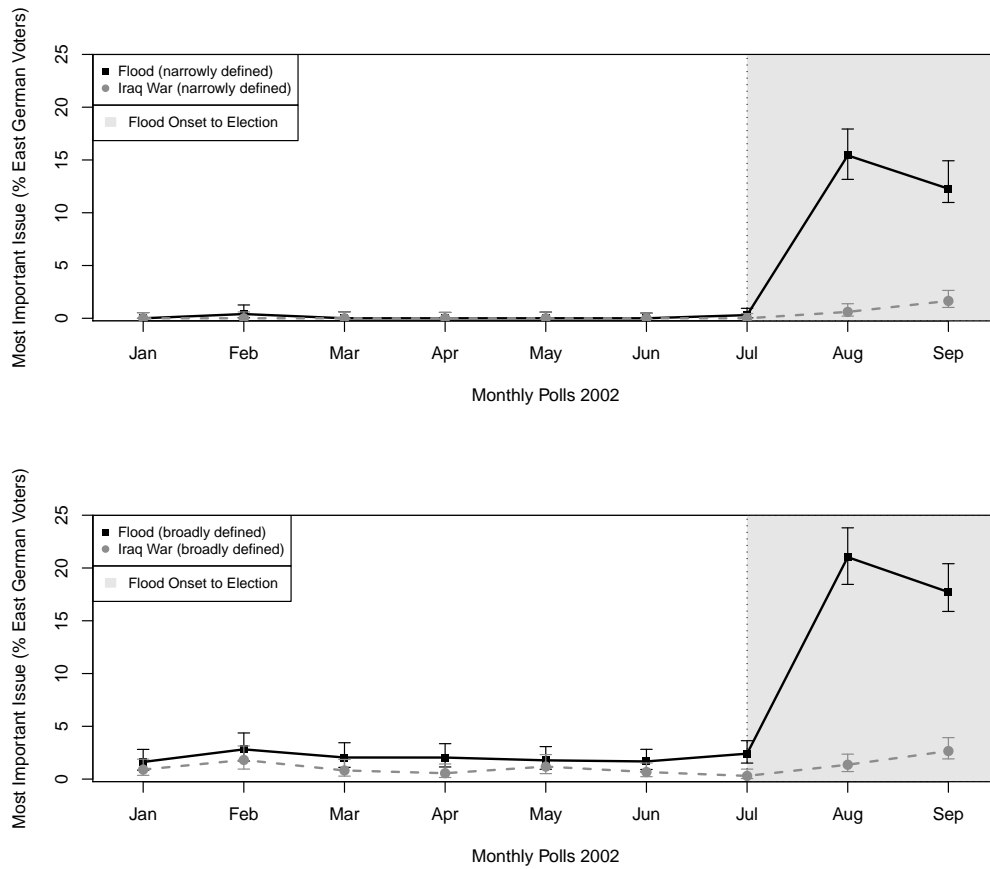 Most Important Issue (% East German Voters)
25
20
15
10
5
0
Flood (narrowly defined)
Iraq War (narrowly defined)
Flood Onset to Election
Jan Feb Mar Apr May Jun Jul Aug Sep
Monthly Polls 2002
Most Important Issue (% East German Voters)
25
20
15
10
5
0
Flood (broadly defined)
Iraq War (broadly defined)
Flood Onset to Election
Jan Feb Mar Apr May Jun Jul Aug Sep
Monthly Polls 2002